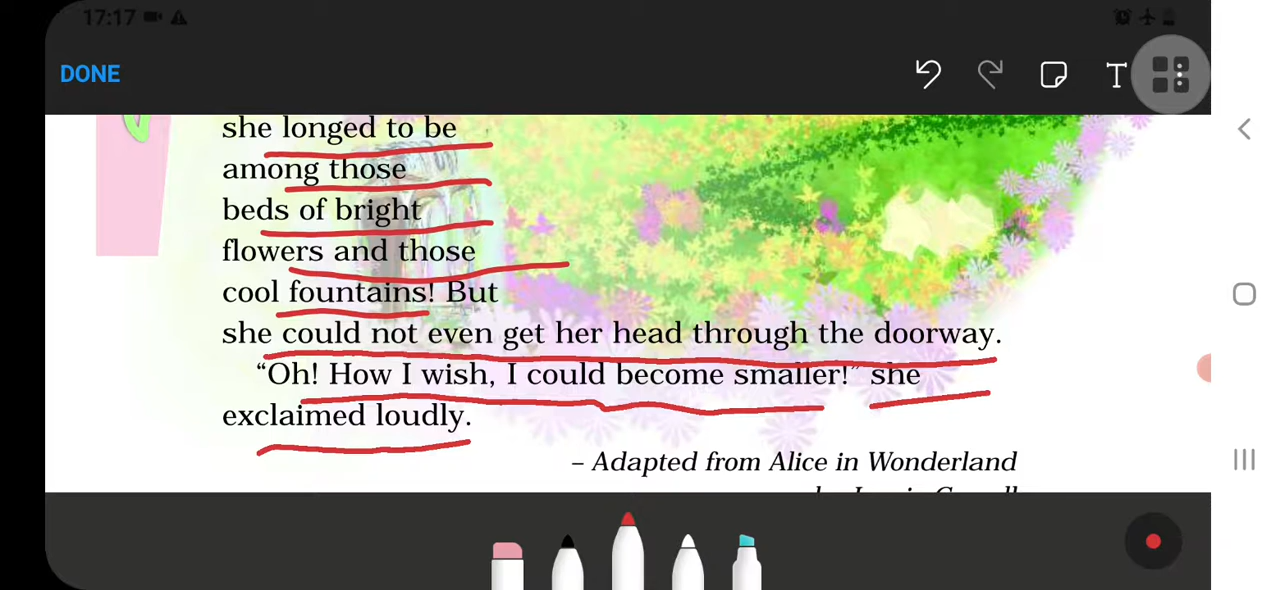 17:17
DONE
T
she longed to be
among those
beds of bright
flowers and those
cool fountains! But
she could not even get her head through the doorway.
“Oh! How I wish, I could become smaller!” she
exclaimed loudly.
– Adapted from Alice in Wonderland